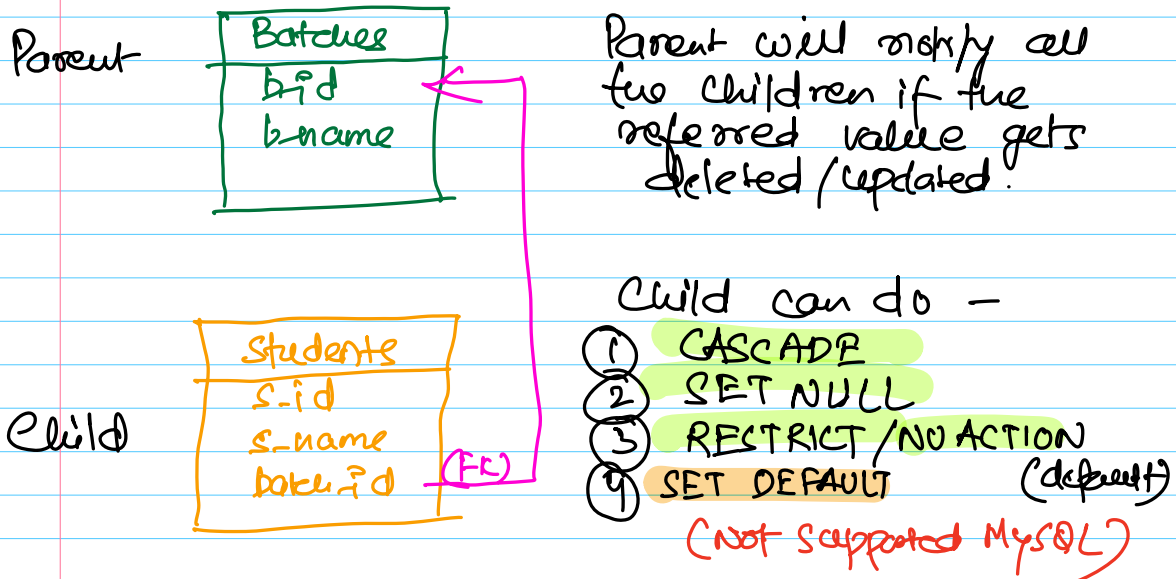 Parent
Batches
b_id
b_name
Parent will notify all
the children if the
referred value gets
deleted / updated.
Child
Students
s_id
s_name
batch_id
(FK)
Child can do -
1 CASCADE
2 SET NULL
3 RESTRICT / NO ACTION
(default)
4 SET DEFAULT
(Not Supported MySQL)